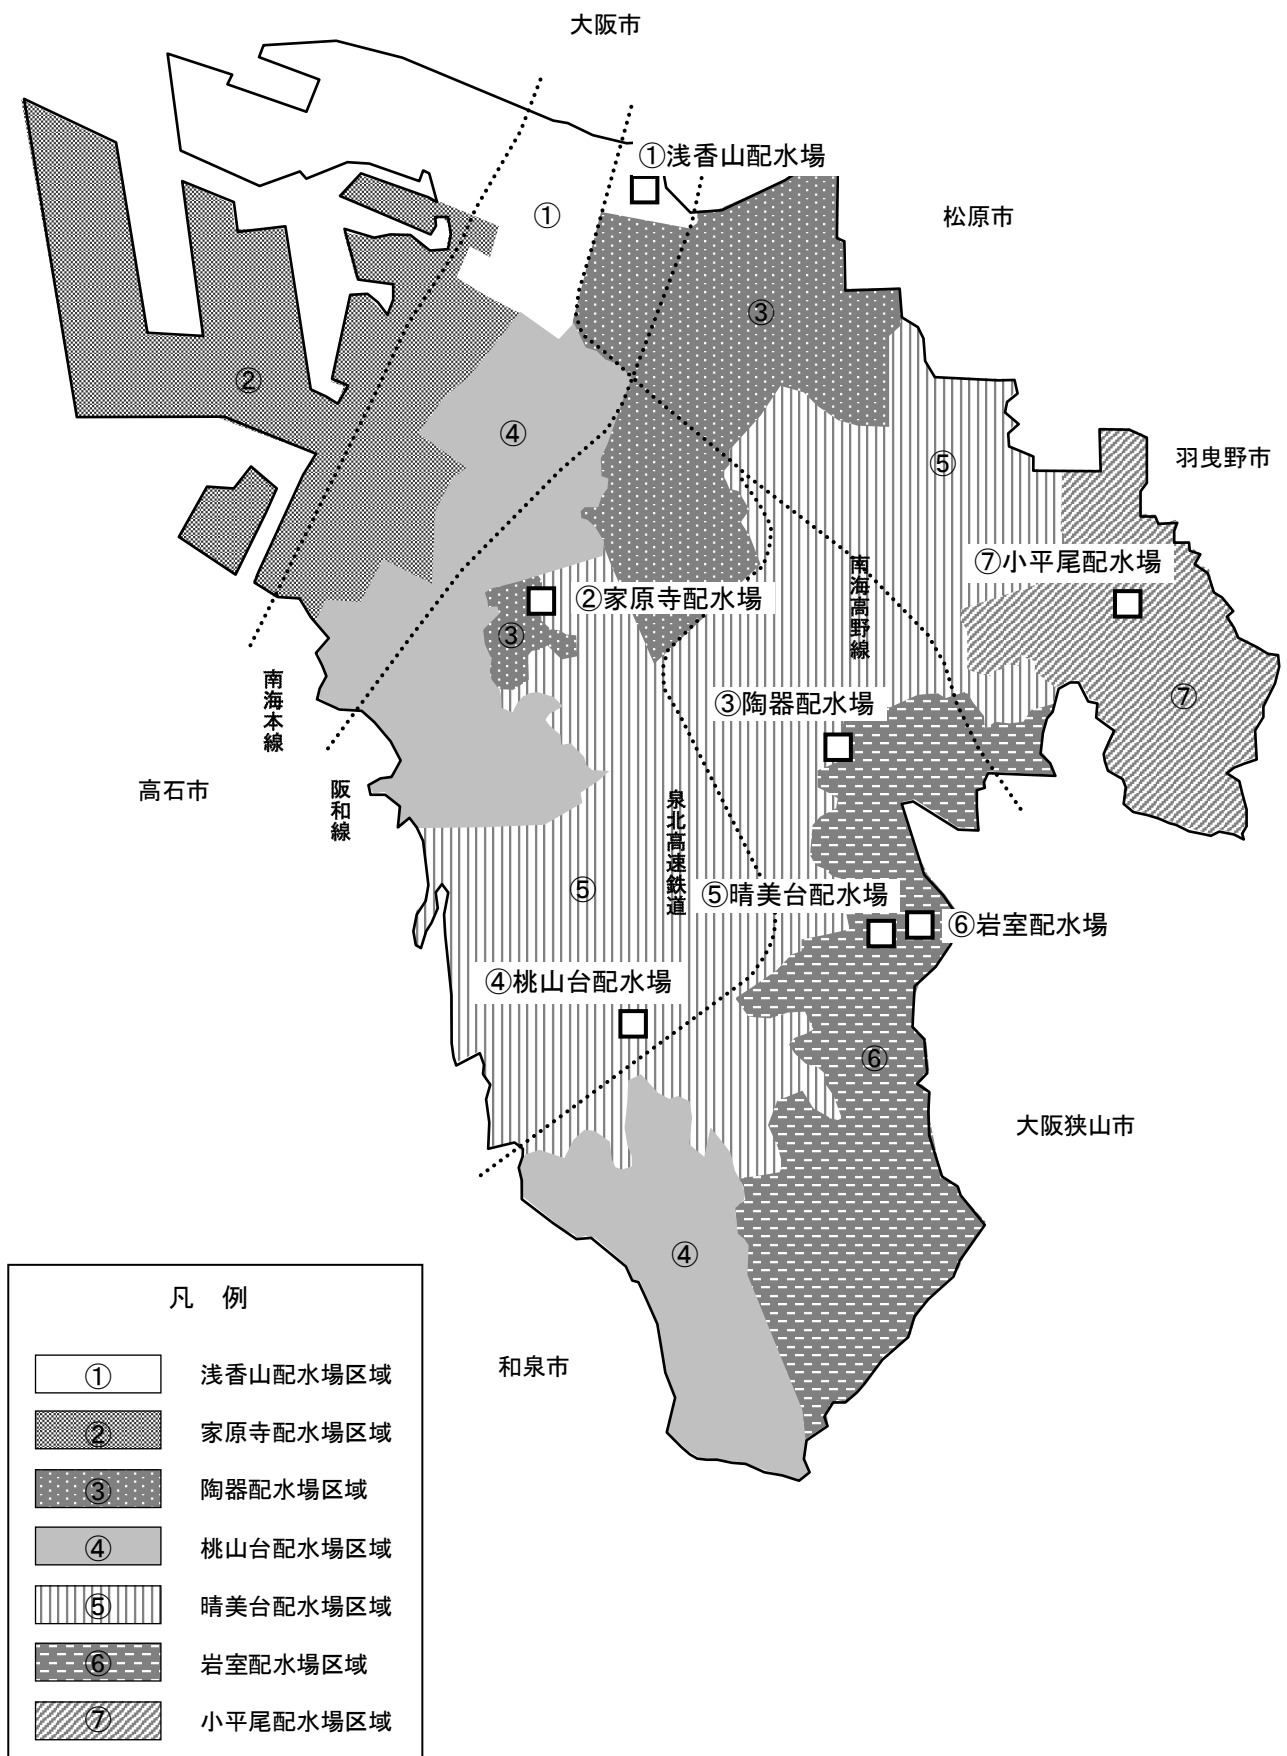 大阪市
①浅香山配水場
松原市
①
③
②
④
⑤
羽曳野市
⑦小平尾配水場
南海高野線
②家原寺配水場
③
南海本線
③陶器配水場
⑦
高石市
阪和線
泉北高速鉄道
⑤
⑤晴美台配水場
⑥岩室配水場
④桃山台配水場
⑥
大阪狭山市
④
和泉市
凡 例
① 浅香山配水場区域
② 家原寺配水場区域
③ 陶器配水場区域
④ 桃山台配水場区域
⑤ 晴美台配水場区域
⑥ 岩室配水場区域
⑦ 小平尾配水場区域